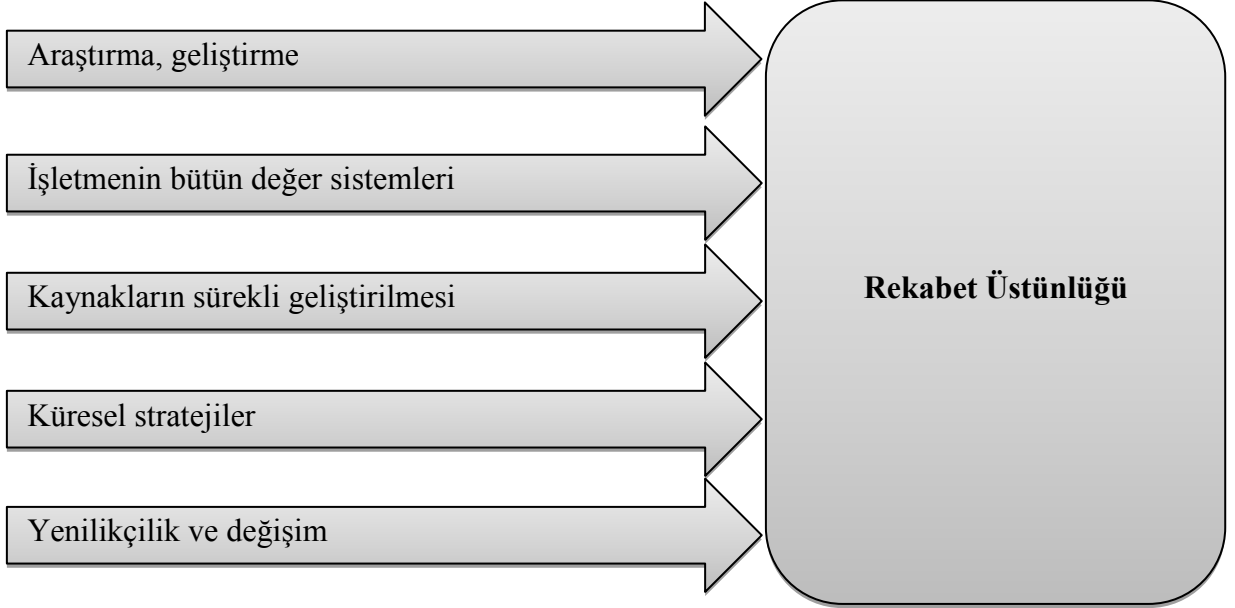 Araştırma, geliştirme
İşletmenin bütün değer sistemleri
Kaynakların sürekli geliştirilmesi
Küresel stratejiler
Yenilikçilik ve değişim
Rekabet Üstünlüğü